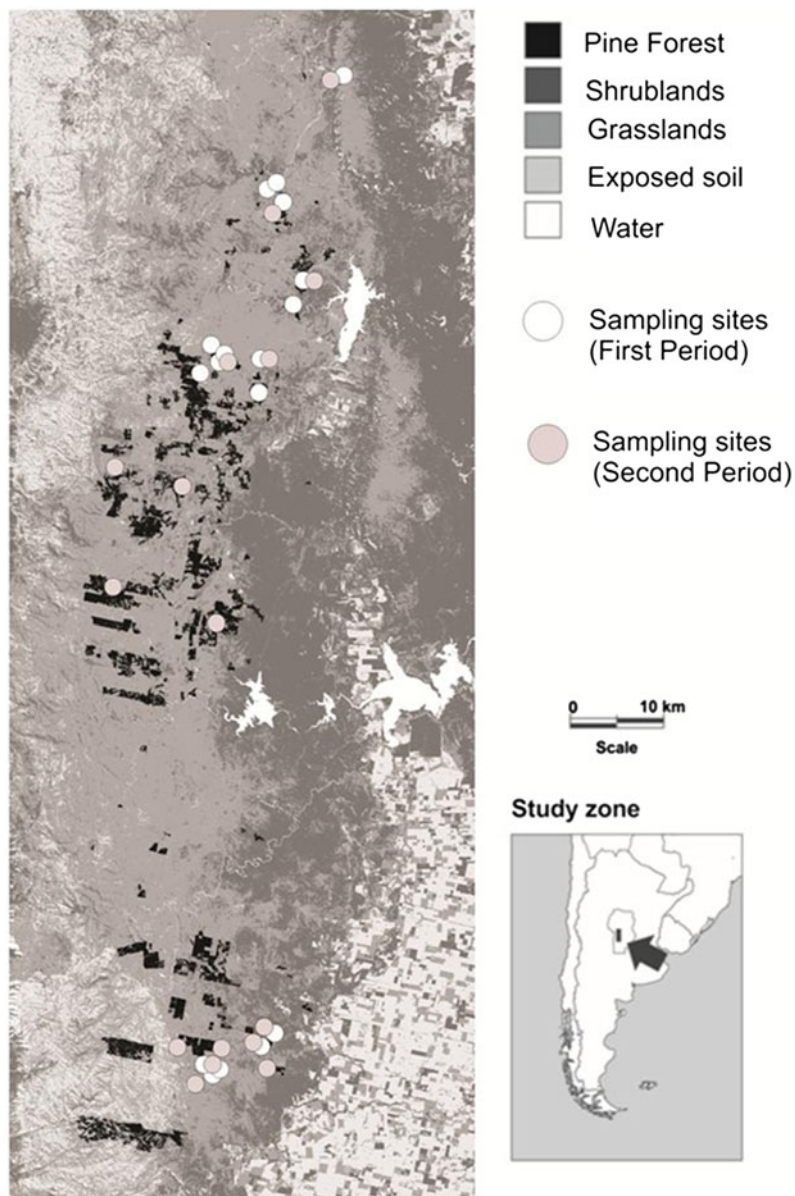 Pine Forest
Shrublands
Grasslands
Exposed soil
Water
Sampling sites
(First Period)
Sampling sites
(Second Period)
0 10 km
Scale
Study zone